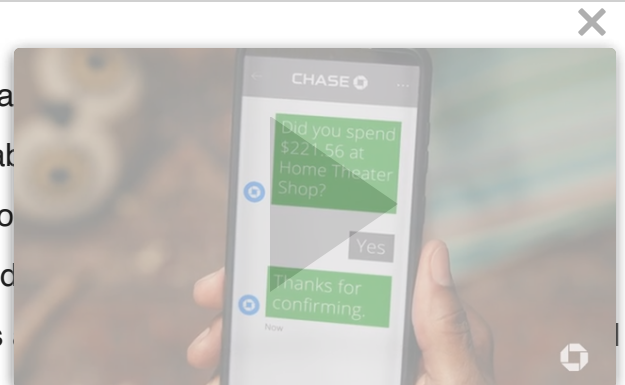 CHASE
Did you spend
$221.56 at
Home Theater
Shop?
Yes
Thanks for
confirming.
Now